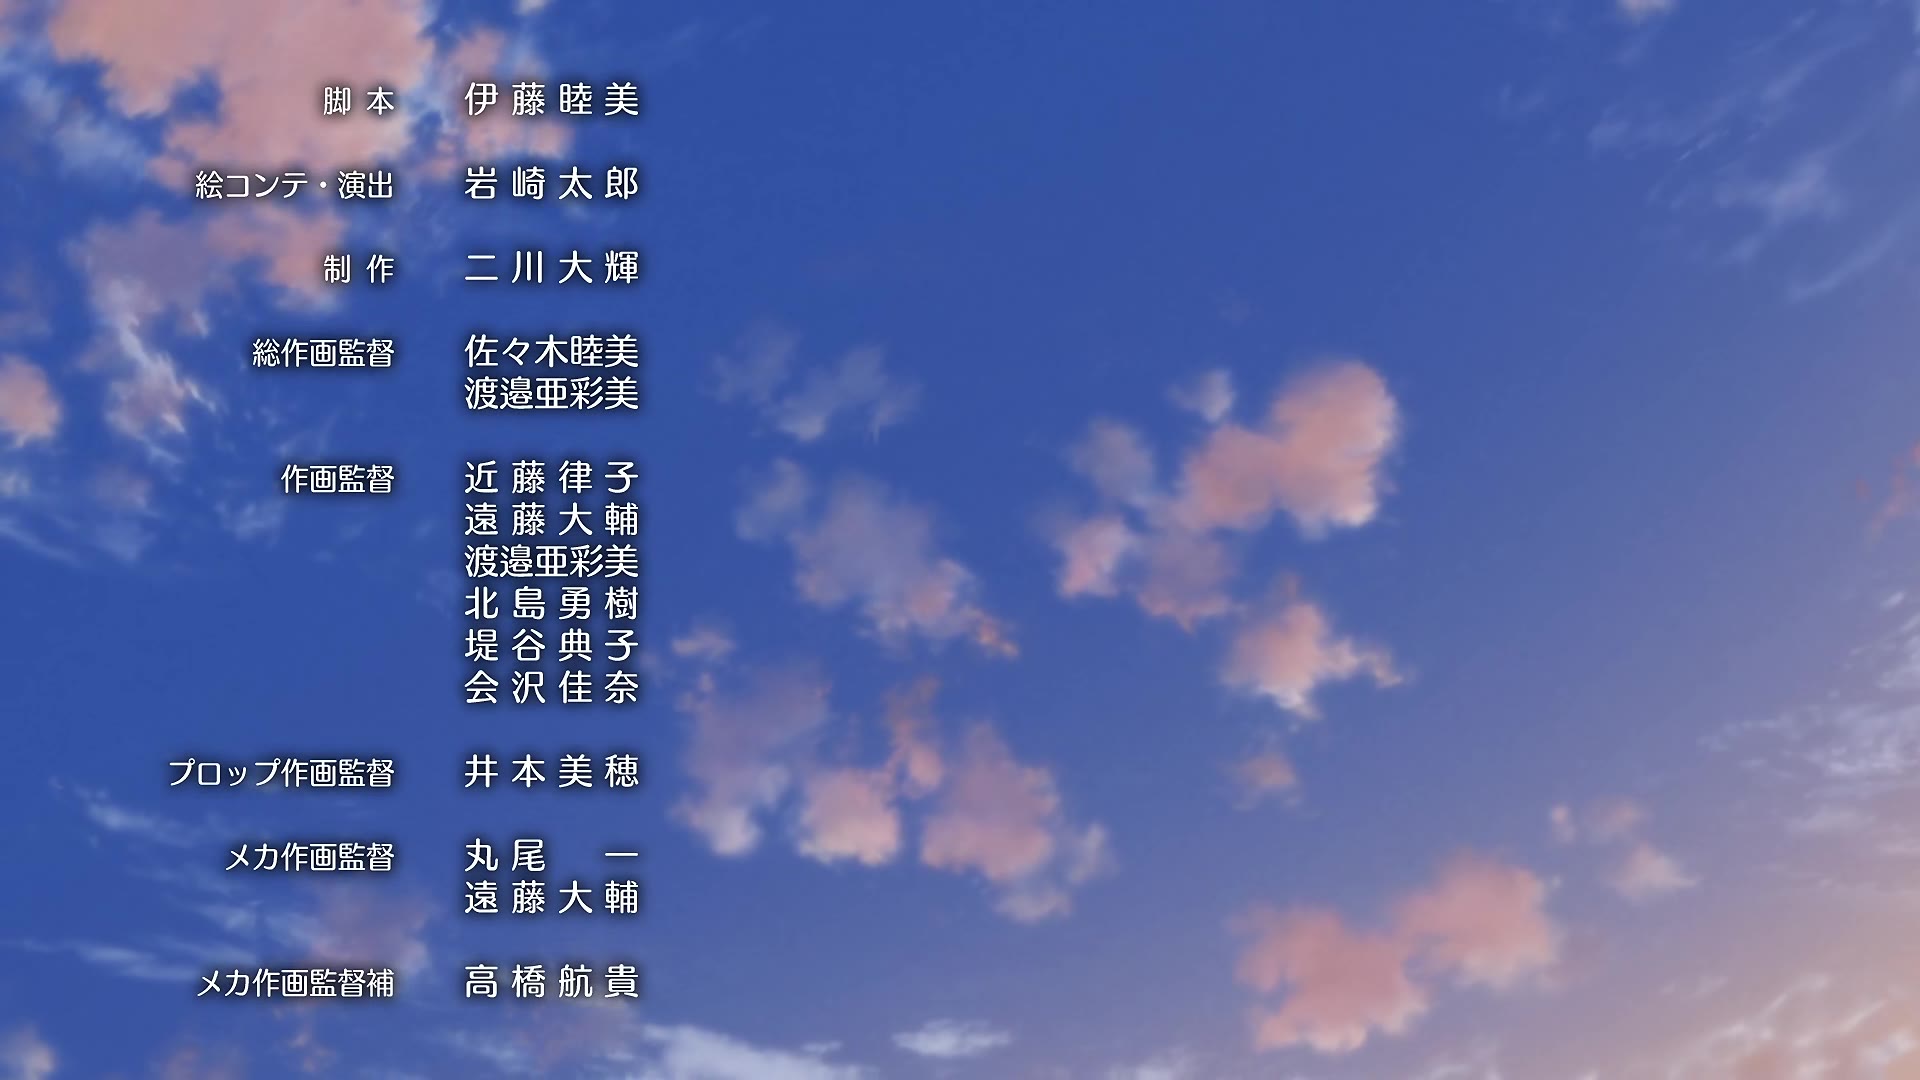 脚本 伊藤睦美
絵コンテ・演出 岩崎太郎
制作 二川大輝
総作画監督 佐々木睦美
渡邉亜彩美
作画監督 近藤律子
遠藤大輔
渡邉亜彩美
北島勇樹
堤谷典子
会沢佳奈
プロップ作画監督 井本美穂
メカ作画監督 丸尾 一
遠藤大輔
メカ作画監督補 高橋航貴